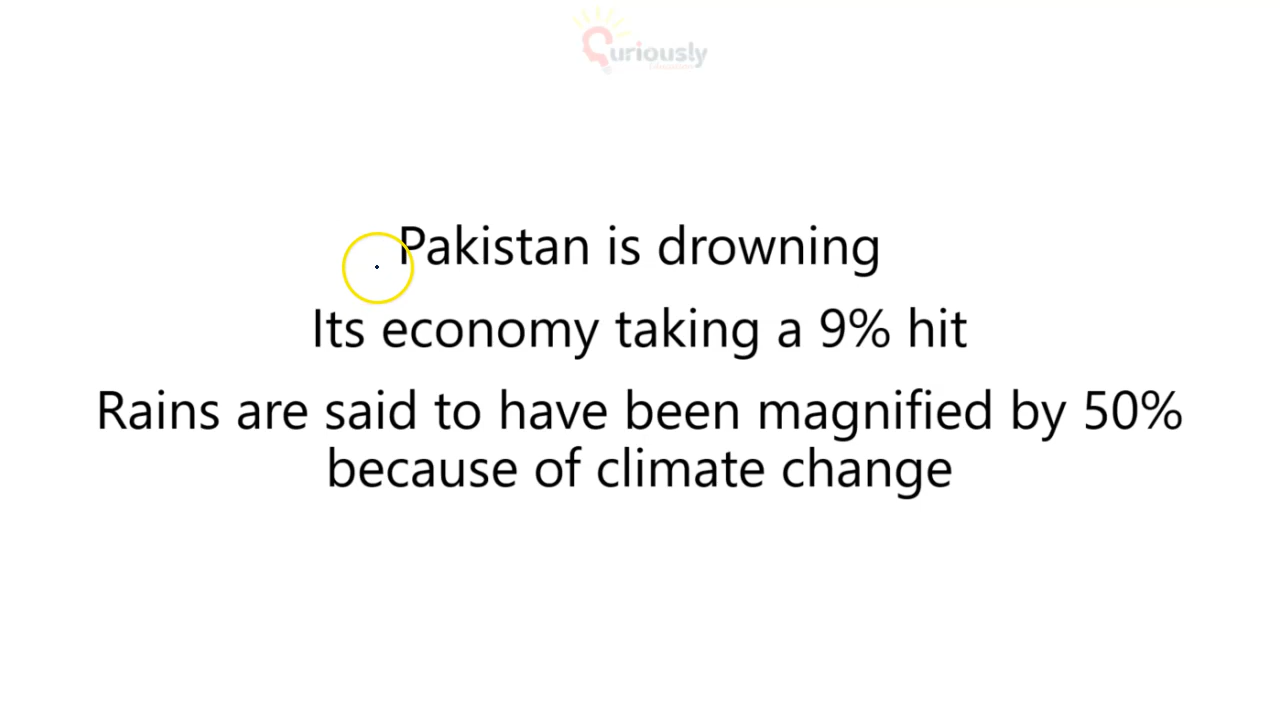 Curiously
Education
Pakistan is drowning
Its economy taking a 9% hit
Rains are said to have been magnified by 50%
because of climate change